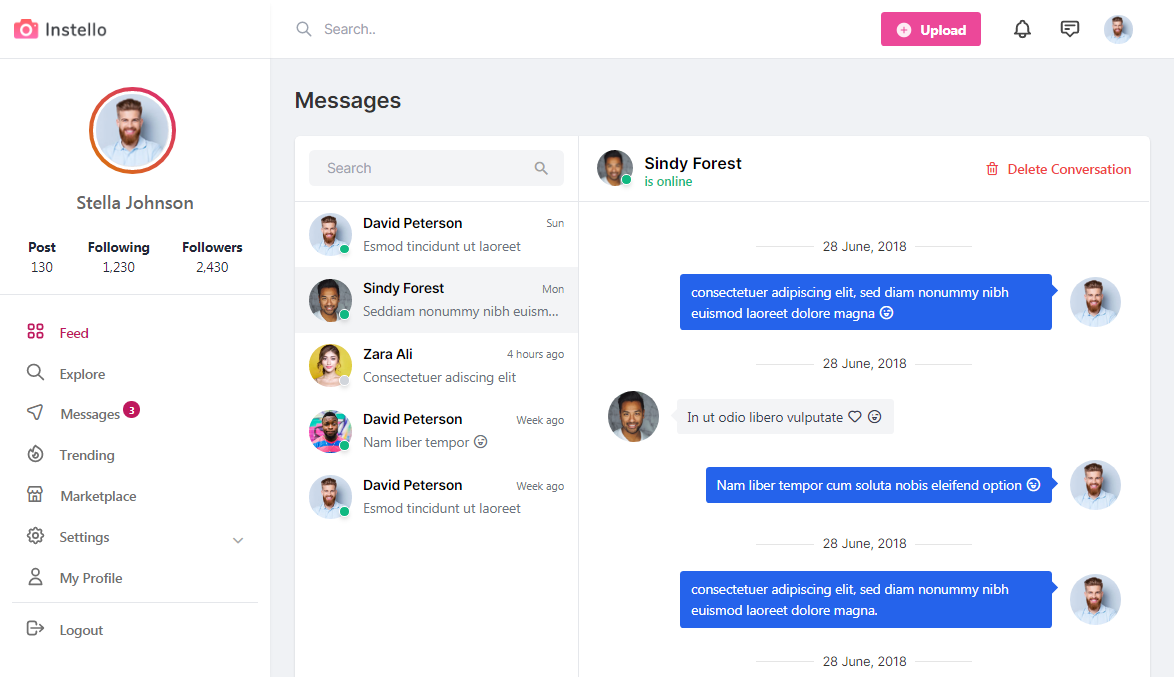 Instello
Search..
Upload
Stella Johnson
Post Following Followers
130 1,230 2,430
Feed
Explore
Messages 3
Trending
Marketplace
Settings
My Profile
Logout
Messages
Search
David Peterson Sun
Esmod tincidunt ut laoreet
Sindy Forest Mon
Seddiam nonummy nibh euism...
Zara Ali 4 hours ago
Consectetuer adiscing elit
David Peterson Week ago
Nam liber tempor 😜
David Peterson Week ago
Esmod tincidunt ut laoreet
Sindy Forest
is online
Delete Conversation
28 June, 2018
consectetuer adipiscing elit, sed diam nonummy nibh
euismod laoreet dolore magna 😜
28 June, 2018
In ut odio libero vulputate ♡ 😜
Nam liber tempor cum soluta nobis eleifend option 😜
28 June, 2018
consectetuer adipiscing elit, sed diam nonummy nibh
euismod laoreet dolore magna.
28 June, 2018